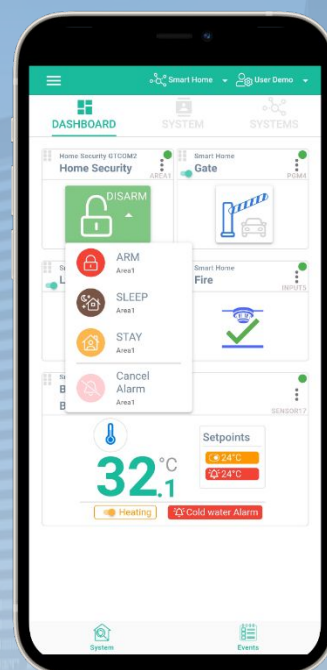 Smart Home
User Demo
DASHBOARD
SYSTEM
SYSTEMS
Home Security GTCOM2
Home Security
AREA1
Smart Home
Gate
PGM4
DISARM
ARM
Area1
SLEEP
Area1
STAY
Area1
Cancel
Alarm
Area1
Smart Home
Fire
INPUT5
SENSOR17
32.1 °C
Setpoints
24°C
24°C
Heating
Cold water Alarm
System
Events